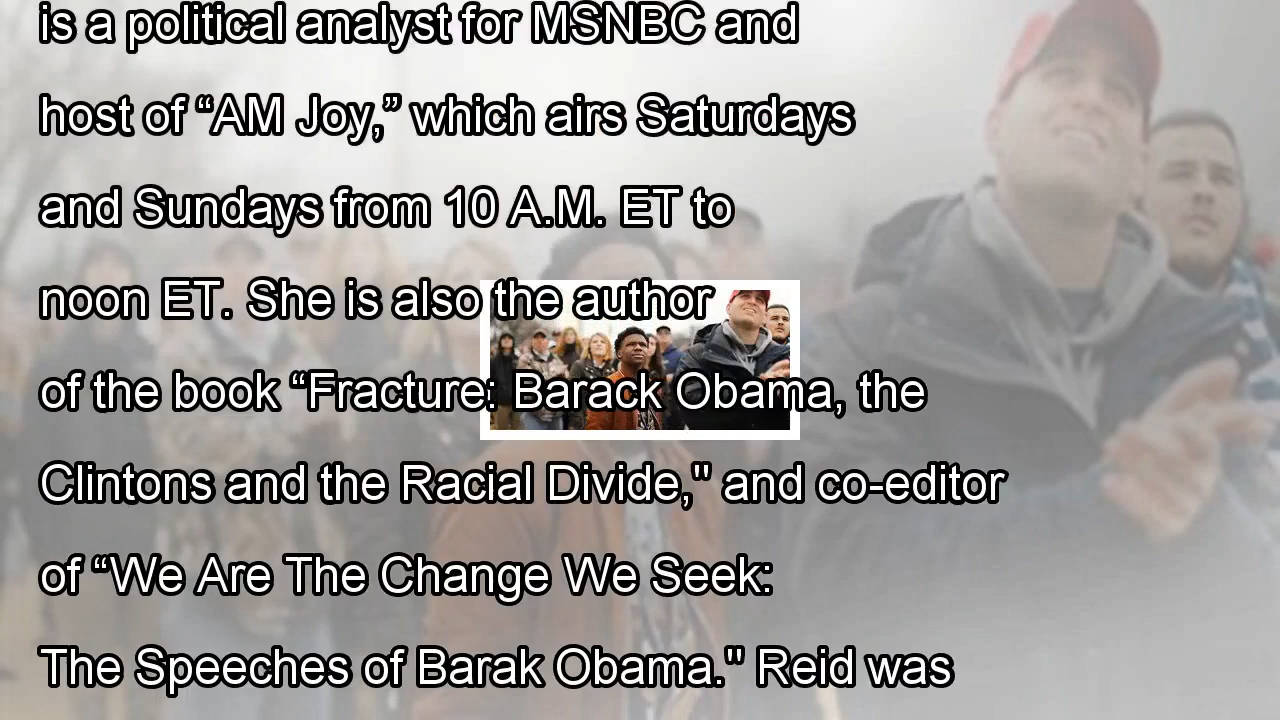 is a political analyst for MSNBC and
host of “AM Joy,” which airs Saturdays
and Sundays from 10 A.M. ET to
noon ET. She is also the author
of the book “Fracture: Barack Obama, the
Clintons and the Racial Divide," and co-editor
of “We Are The Change We Seek:
The Speeches of Barak Obama." Reid was